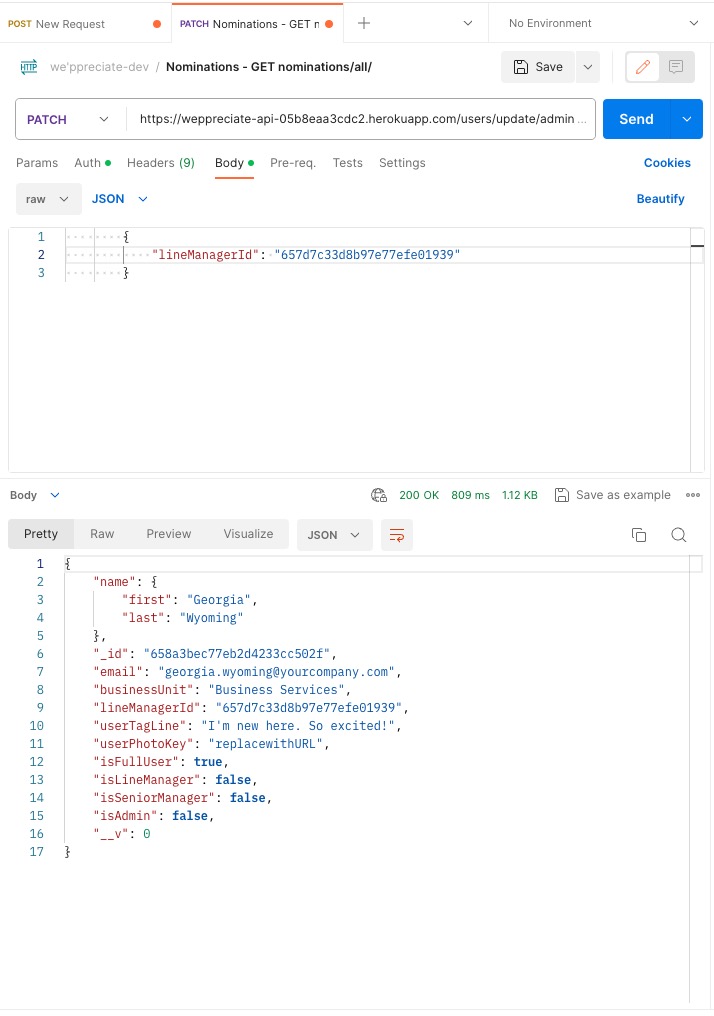 POST New Request PATCH Nominations - GET n No Environment
HTTP we'ppreciate-dev / Nominations - GET nominations/all/ Save
PATCH https://weppreciate-api-05b8eaa3cdc2.herokuapp.com/users/update/admin ... Send
Params Auth Headers (9) Body Pre-req. Tests Settings Cookies
raw JSON Beautify
1 {
2 "lineManagerId": "657d7c33d8b97e77efe01939"
3 }
Body 200 OK 809 ms 1.12 KB Save as example
Pretty Raw Preview Visualize JSON
1 {
2 "name": {
3 "first": "Georgia",
4 "last": "Wyoming"
5 },
6 "_id": "658a3bec77eb2d4233cc502f",
7 "email": "georgia.wyoming@yourcompany.com",
8 "businessUnit": "Business Services",
9 "lineManagerId": "657d7c33d8b97e77efe01939",
10 "userTagLine": "I'm new here. So excited!",
11 "userPhotoKey": "replacewithURL",
12 "isFullUser": true,
13 "isLineManager": false,
14 "isSeniorManager": false,
15 "isAdmin": false,
16 "__v": 0
17 }